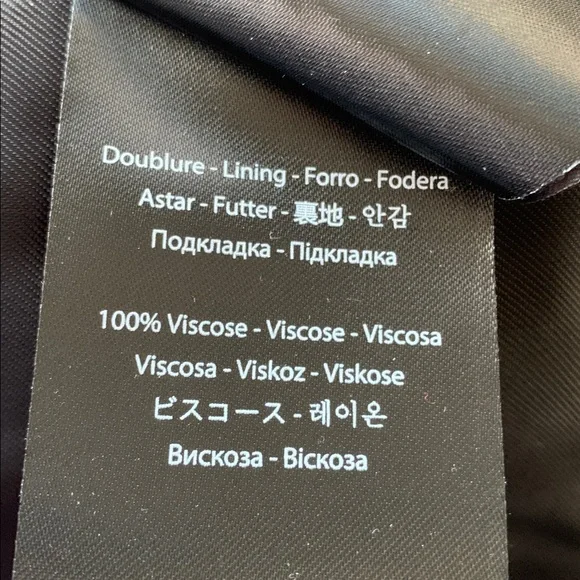 Doublure - Lining - Forro - Fodera
Astar - Futter - 裏地 - 안감
Подкладка - Підкладка
100% Viscose - Viscose - Viscosa
Viscosa - Viskoz - Viskose
ビスコース - 레이온
Вискоза - Віскоза